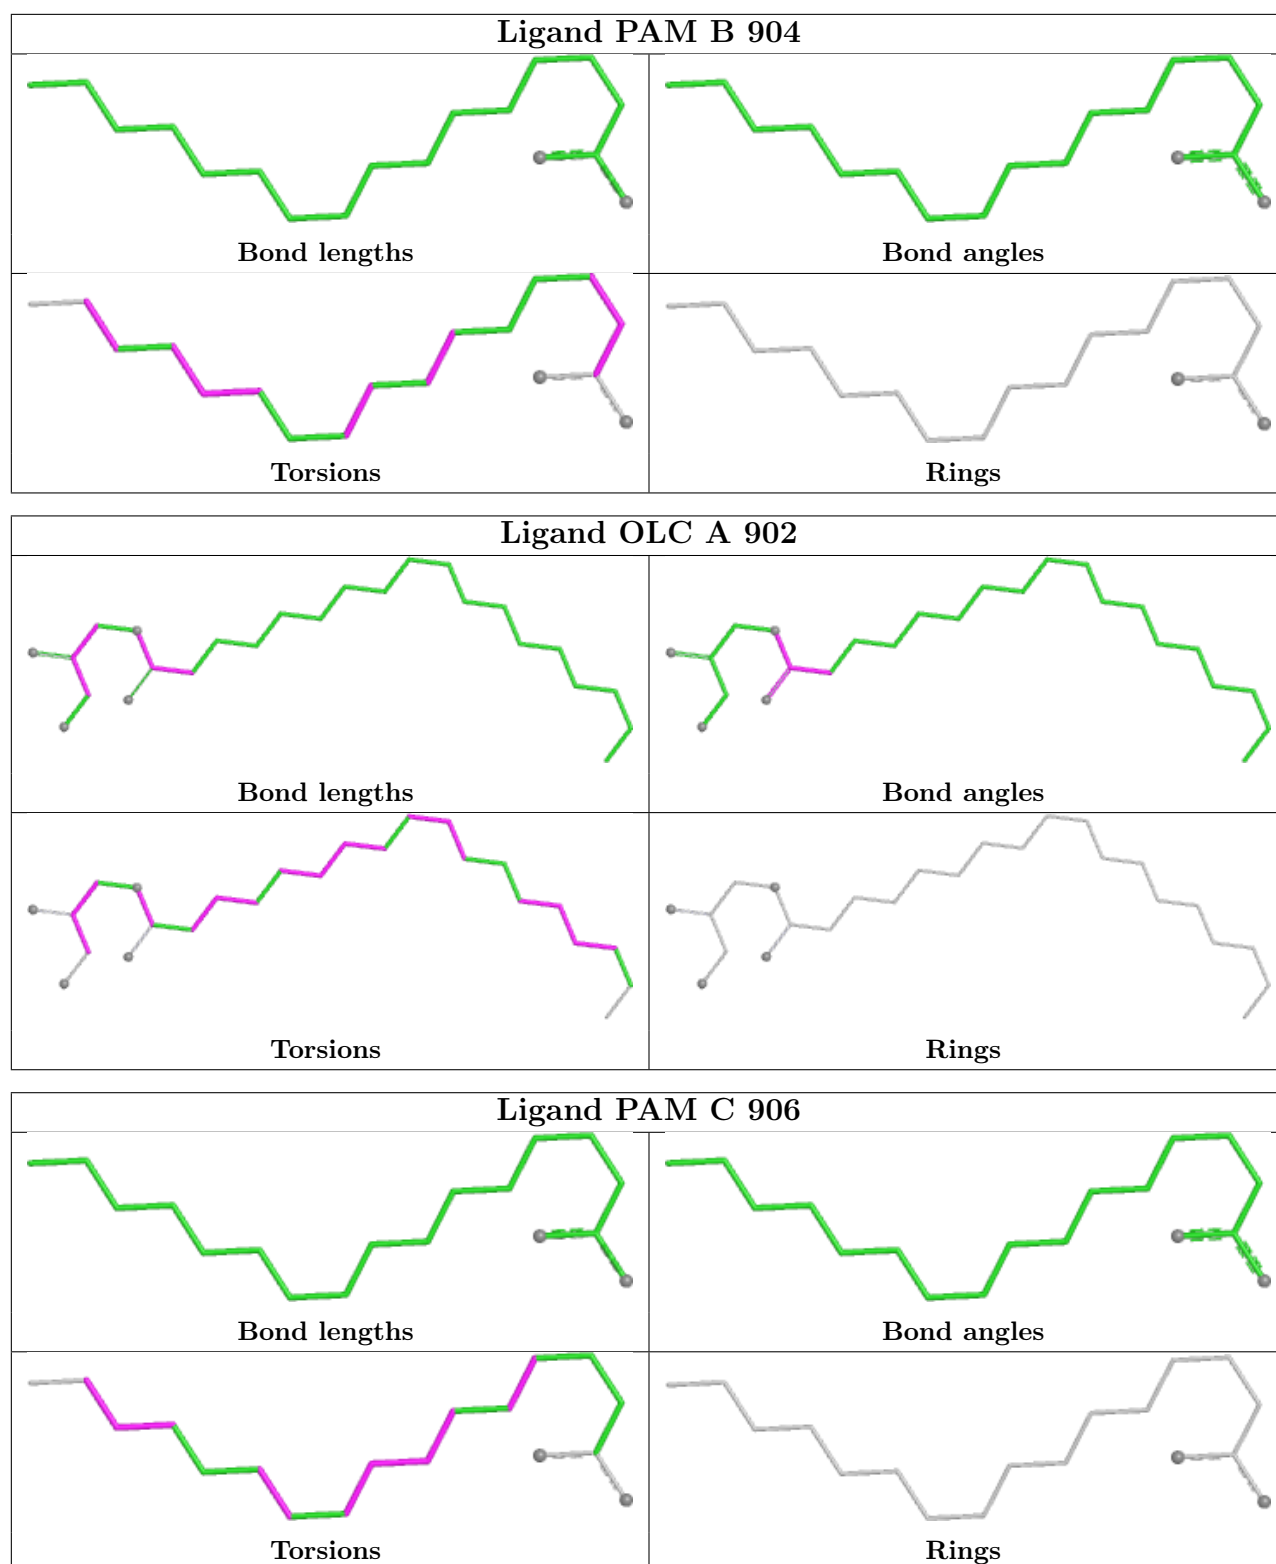 Ligand PAM B 904
Bond lengths
Bond angles
Torsions
Rings
Ligand OLC A 902
Bond lengths
Bond angles
Torsions
Rings
Ligand PAM C 906
Bond lengths
Bond angles
Torsions
Rings